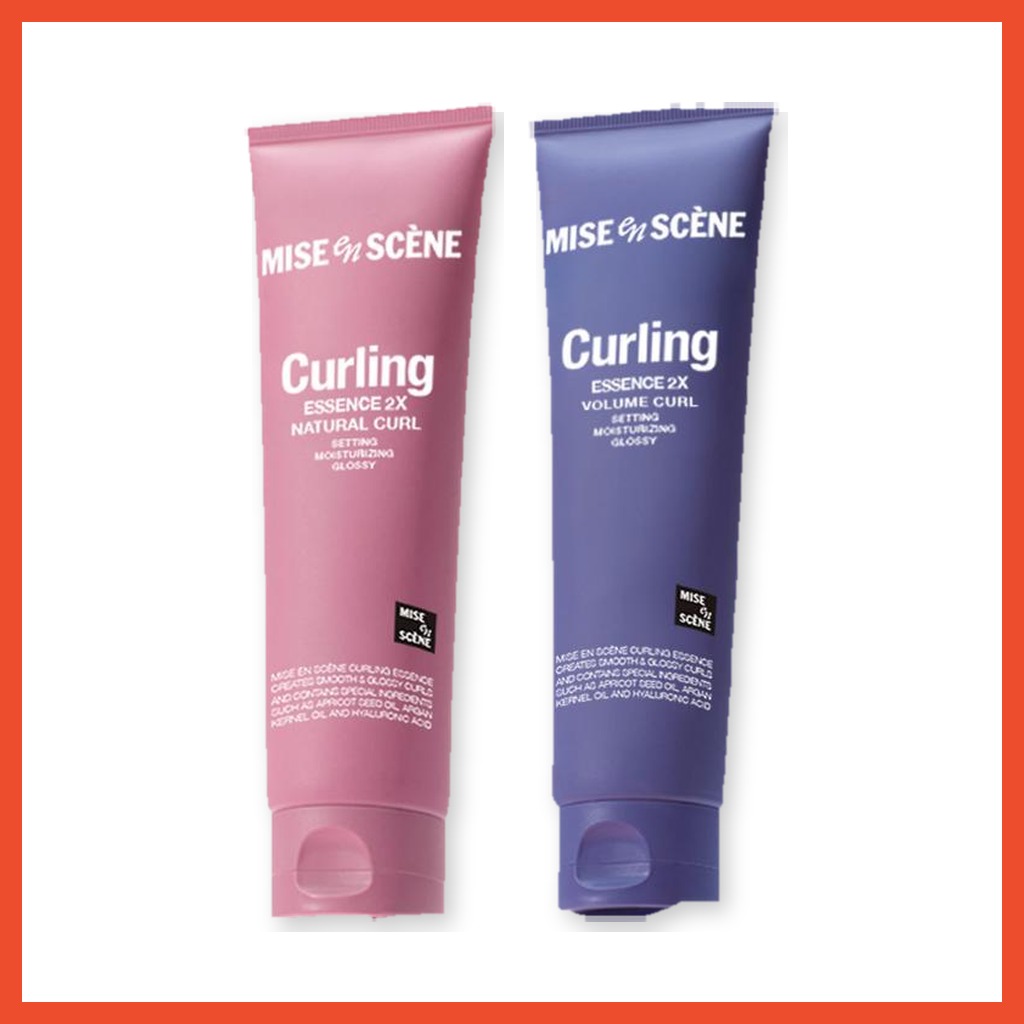 MISE en SCÈNE
Curling
ESSENCE 2X
NATURAL CURL
SETTING
MOISTURIZING
GLOSSY
MISE
en
SCÈNE
MISE EN SCÈNE CURLING ESSENCE
CREATES SMOOTH & GLOSSY CURLS
AND CONTAINS SPECIAL INGREDIENTS
SUCH AS APRICOT SEED OIL, ARGAN
KERNEL OIL AND HYALURONIC ACID
MISE en SCÈNE
Curling
ESSENCE 2X
VOLUME CURL
SETTING
MOISTURIZING
GLOSSY
MISE
en
SCÈNE
MISE EN SCÈNE CURLING ESSENCE
CREATES SMOOTH & GLOSSY CURLS
AND CONTAINS SPECIAL INGREDIENTS
SUCH AS APRICOT SEED OIL, ARGAN
KERNEL OIL AND HYALURONIC ACID